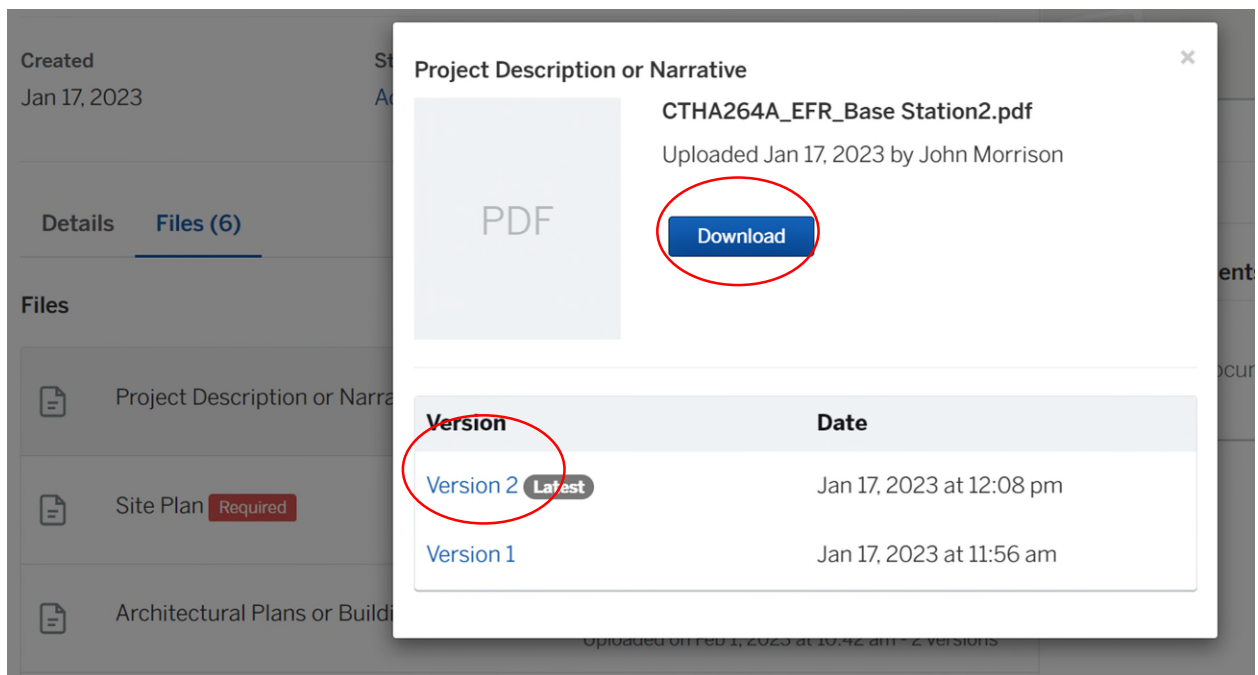 Created
Jan 17, 2023
St
Project Description or Narrative
×
CTHA264A_EFR_Base Station2.pdf
Uploaded Jan 17, 2023 by John Morrison
PDF
Download
Details Files (6)
Files
Project Description or Narra
Version Date
Version 2 Latest Jan 17, 2023 at 12:08 pm
Site Plan Required
Version 1 Jan 17, 2023 at 11:56 am
Architectural Plans or Buildi
Uploaded on Feb 1, 2023 at 10:42 am - 2 versions